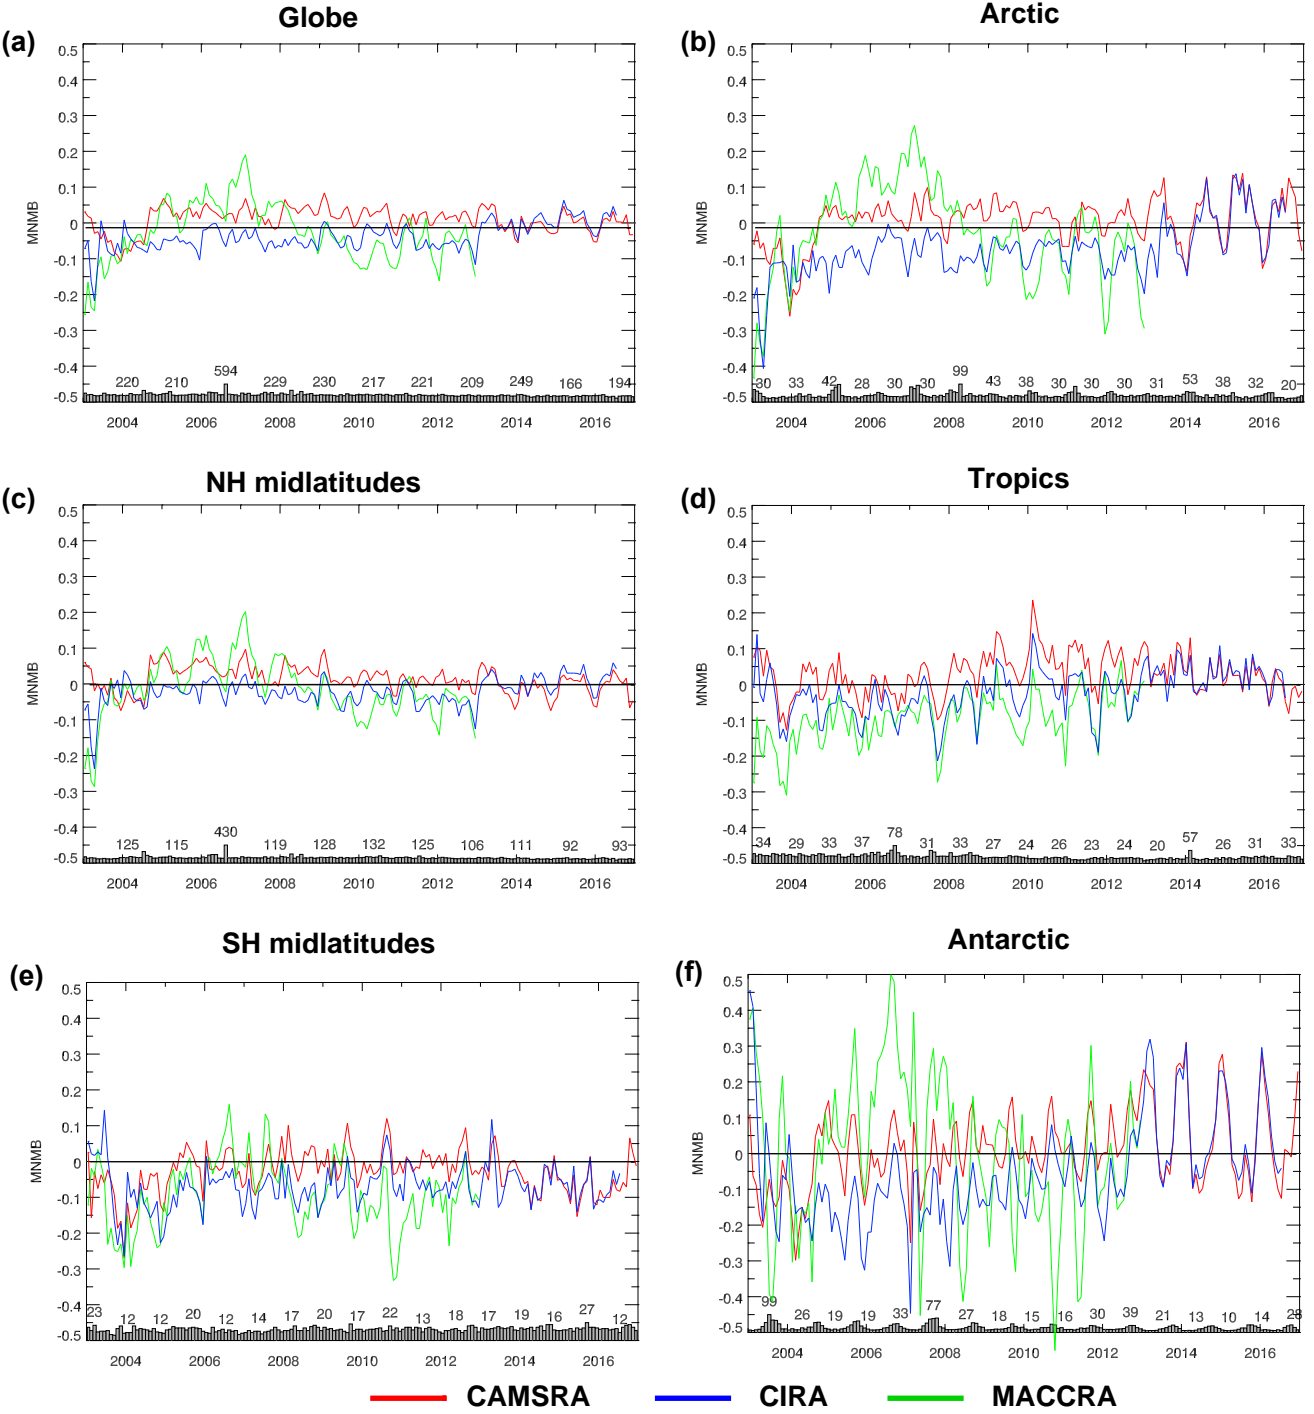 Globe
Arctic
(a)
(b)
0.5
0.4
0.3
0.2
0.1
0
-0.1
-0.2
-0.3
-0.4
-0.5
MNMB
220 210 594 229 230 217 221 209 249 166 194
2004 2006 2008 2010 2012 2014 2016
0.5
0.4
0.3
0.2
0.1
0
-0.1
-0.2
-0.3
-0.4
-0.5
MNMB
30 33 42 28 30 30 99 43 38 30 30 30 31 53 38 32 20
2004 2006 2008 2010 2012 2014 2016
NH midlatitudes
Tropics
(c)
(d)
0.5
0.4
0.3
0.2
0.1
0
-0.1
-0.2
-0.3
-0.4
-0.5
MNMB
125 115 430 119 128 132 125 106 111 92 93
2004 2006 2008 2010 2012 2014 2016
0.5
0.4
0.3
0.2
0.1
0
-0.1
-0.2
-0.3
-0.4
-0.5
MNMB
34 29 33 37 78 31 33 27 24 26 23 24 20 57 26 31 33
2004 2006 2008 2010 2012 2014 2016
SH midlatitudes
Antarctic
(e)
(f)
0.5
0.4
0.3
0.2
0.1
0
-0.1
-0.2
-0.3
-0.4
-0.5
MNMB
23 12 12 20 12 14 17 20 17 22 13 18 17 19 16 27 12
2004 2006 2008 2010 2012 2014 2016
0.5
0.4
0.3
0.2
0.1
0
-0.1
-0.2
-0.3
-0.4
-0.5
MNMB
99 26 19 19 33 77 27 18 15 16 30 39 21 13 10 14 28
2004 2006 2008 2010 2012 2014 2016
CAMSRA CIRA MACCRA